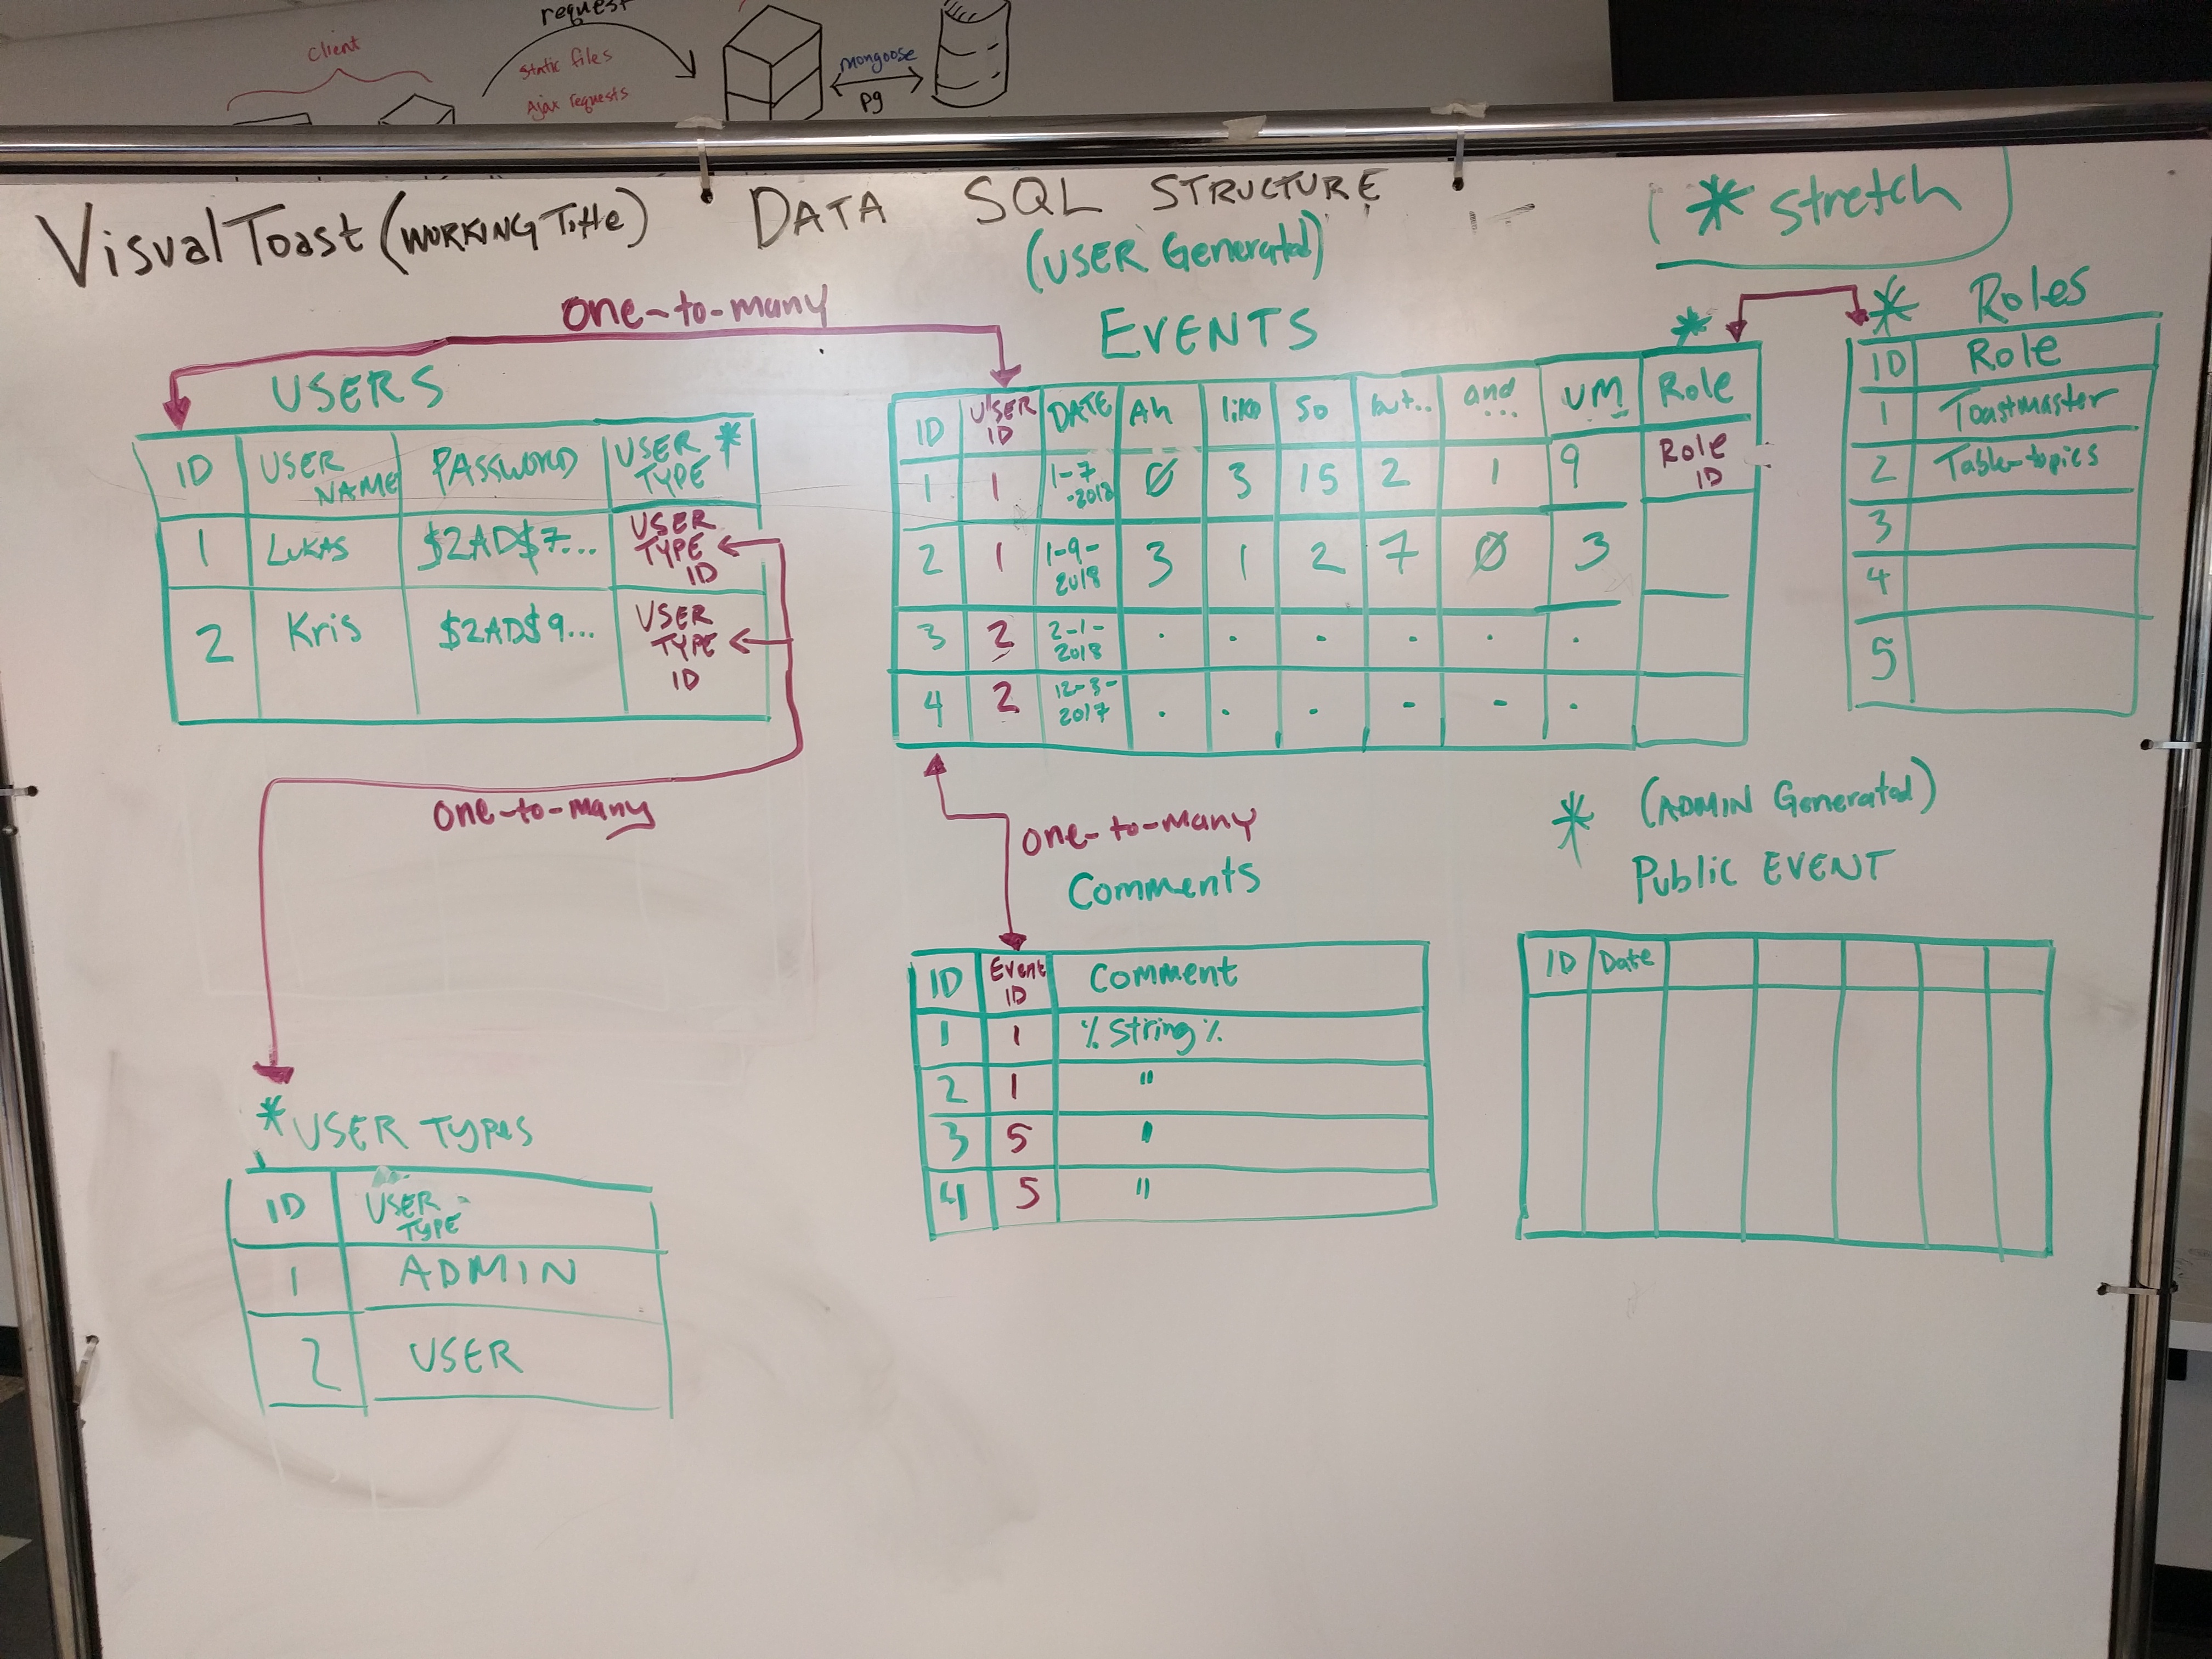 request
client
static files
Ajax requests
mongoose
pg
VisualToast (WORKING Title) DATA SQL STRUCTURE
(USER Generated)
* stretch
one-to-many
USERS
ID USER NAME PASSWORD USER TYPE *
1 LUKAS $2AD$7... USER TYPE ID
2 Kris $2AD$9... USER TYPE ID
one-to-many
* USER TYPES
ID USER TYPE
1 ADMIN
2 USER
EVENTS
*
ID USER ID DATE Ah like so but.. and... UM Role
1 1 1-7-2018 Ø 3 15 2 1 9 Role ID
2 1 1-9-2018 3 1 2 7 Ø 3
3 2 2-1-2018 . . . . . .
4 2 12-3-2017 . . . . . .
* Roles
ID Role
1 Toastmaster
2 Table-topics
3
4
5
one-to-many
Comments
ID Event ID Comment
1 1 % String %
2 1 "
3 5 "
4 5 "
* (ADMIN Generated)
Public EVENT
ID Date